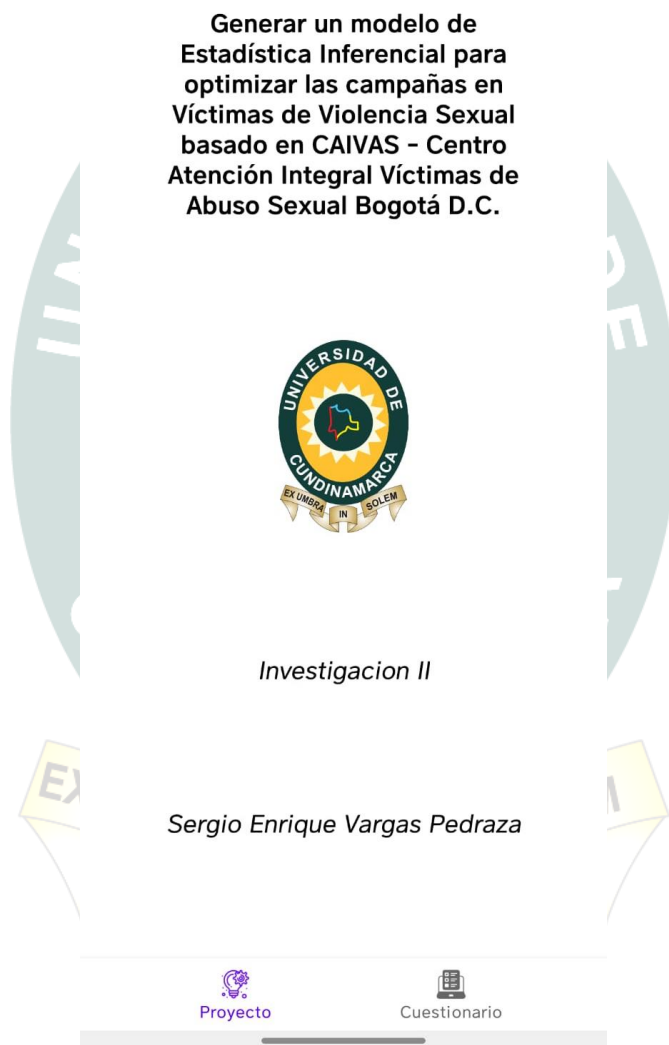 Generar un modelo de
Estadística Inferencial para
optimizar las campañas en
Víctimas de Violencia Sexual
basado en CAIVAS - Centro
Atención Integral Víctimas de
Abuso Sexual Bogotá D.C.
UNIVERSIDAD DE
CUNDINAMARCA
EX UMBRA
IN
SOLEM
Investigacion II
Sergio Enrique Vargas Pedraza
Proyecto
Cuestionario